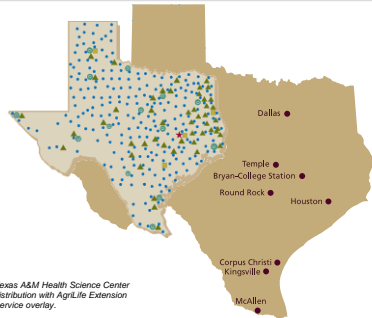 Dallas
Temple
Bryan-College Station
Round Rock
Houston
Corpus Christi
Kingsville
McAllen
exas A&M Health Science Center
istribution with AgriLife Extension
ervice overlay.